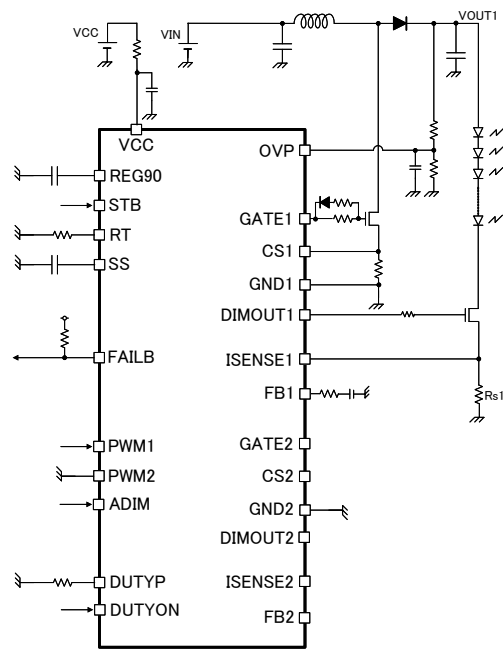 VCC
VIN
VOUT1
VCC
OVP
REG90
STB
GATE1
RT
CS1
SS
GND1
DIMOUT1
FAILB
ISENSE1
FB1
Rs1
PWM1
GATE2
PWM2
CS2
ADIM
GND2
DIMOUT2
DUTYP
ISENSE2
DUTYON
FB2